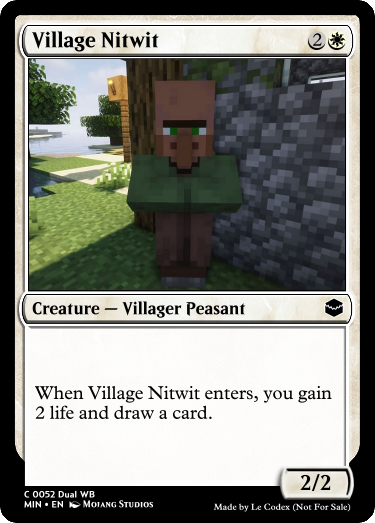 Village Nitwit 2
Creature — Villager Peasant
When Village Nitwit enters, you gain
2 life and draw a card.
2/2
C 0052 Dual WB
MIN • EN Mojang Studios
Made by Le Codex (Not For Sale)